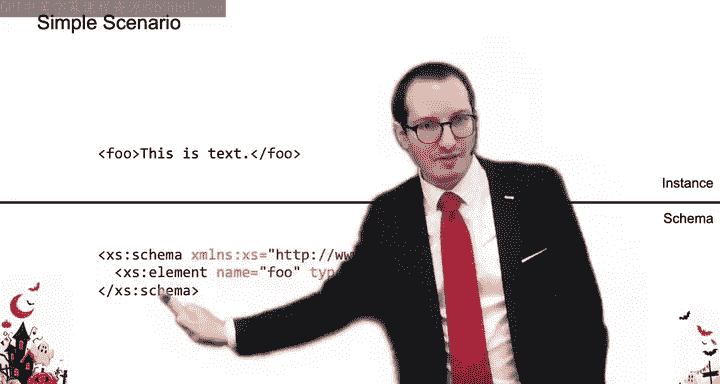 Simple Scenario
<foo>This is text.</foo>
Instance
Schema
<xs:schema xmlns:xs="http://ww
<xs:element name="foo" typ
</xs:schema>